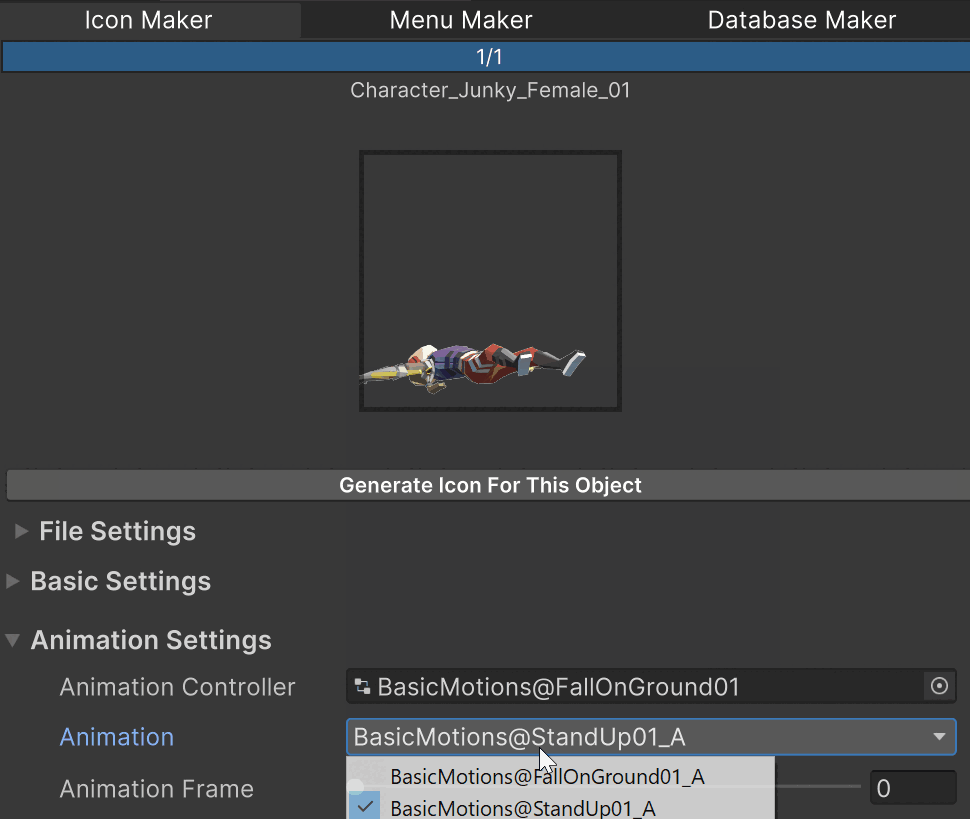 Icon Maker Menu Maker Database Maker
1/1
Character_Junky_Female_01
Generate Icon For This Object
File Settings
Basic Settings
Animation Settings
Animation Controller BasicMotions@FallOnGround01
Animation BasicMotions@StandUp01_A
BasicMotions@FallOnGround01_A
Animation Frame 0
BasicMotions@StandUp01_A